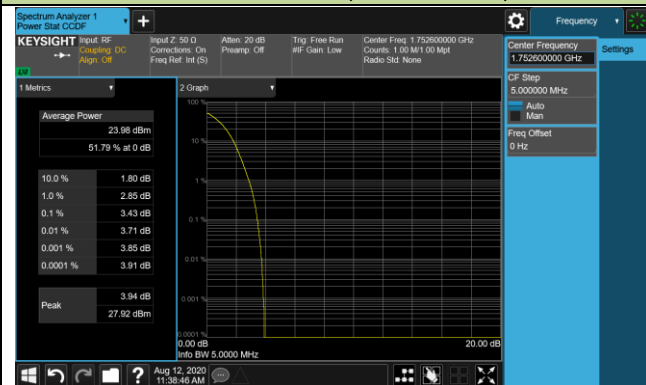 Spectrum Analyzer 1
Power Stat CCDF
Frequency
KEYSIGHT
Input: RF
Coupling: DC
Align: Off
Input Z: 50 Ω
Corrections: On
Freq Ref: Int (S)
Atten: 20 dB
Preamp: Off
Trig: Free Run
#IF Gain: Low
Center Freq: 1.752600000 GHz
Counts: 1.00 M/1.00 Mpt
Radio Std: None
Center Frequency
1.752600000 GHz
Settings
CF Step
5.000000 MHz
Auto
Man
Freq Offset
0 Hz
1 Metrics
2 Graph
Average Power
23.98 dBm
51.79 % at 0 dB
10.0 % 1.80 dB
1.0 % 2.85 dB
0.1 % 3.43 dB
0.01 % 3.71 dB
0.001 % 3.85 dB
0.0001 % 3.91 dB
Peak
3.94 dB
27.92 dBm
100 %
10 %
1 %
0.1 %
0.01 %
0.001 %
0.0001 %
0.00 dB
20.00 dB
Info BW 5.0000 MHz
Aug 12, 2020
11:38:46 AM